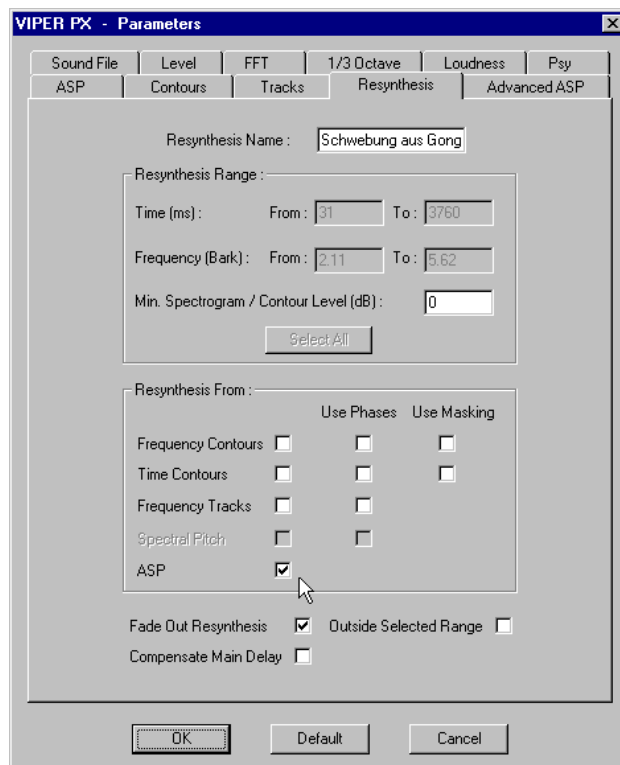 VIPER PX - Parameters
Sound File Level FFT 1/3 Octave Loudness Psy
ASP Contours Tracks Resynthesis Advanced ASP
Resynthesis Name : Schwebung aus Gong
Resynthesis Range :
Time (ms) : From : 31 To : 3760
Frequency (Bark) : From : 2.11 To : 5.62
Min. Spectrogram / Contour Level (dB) : 0
Select All
Resynthesis From :
Use Phases Use Masking
Frequency Contours
Time Contours
Frequency Tracks
Spectral Pitch
ASP
Fade Out Resynthesis Outside Selected Range
Compensate Main Delay
OK Default Cancel